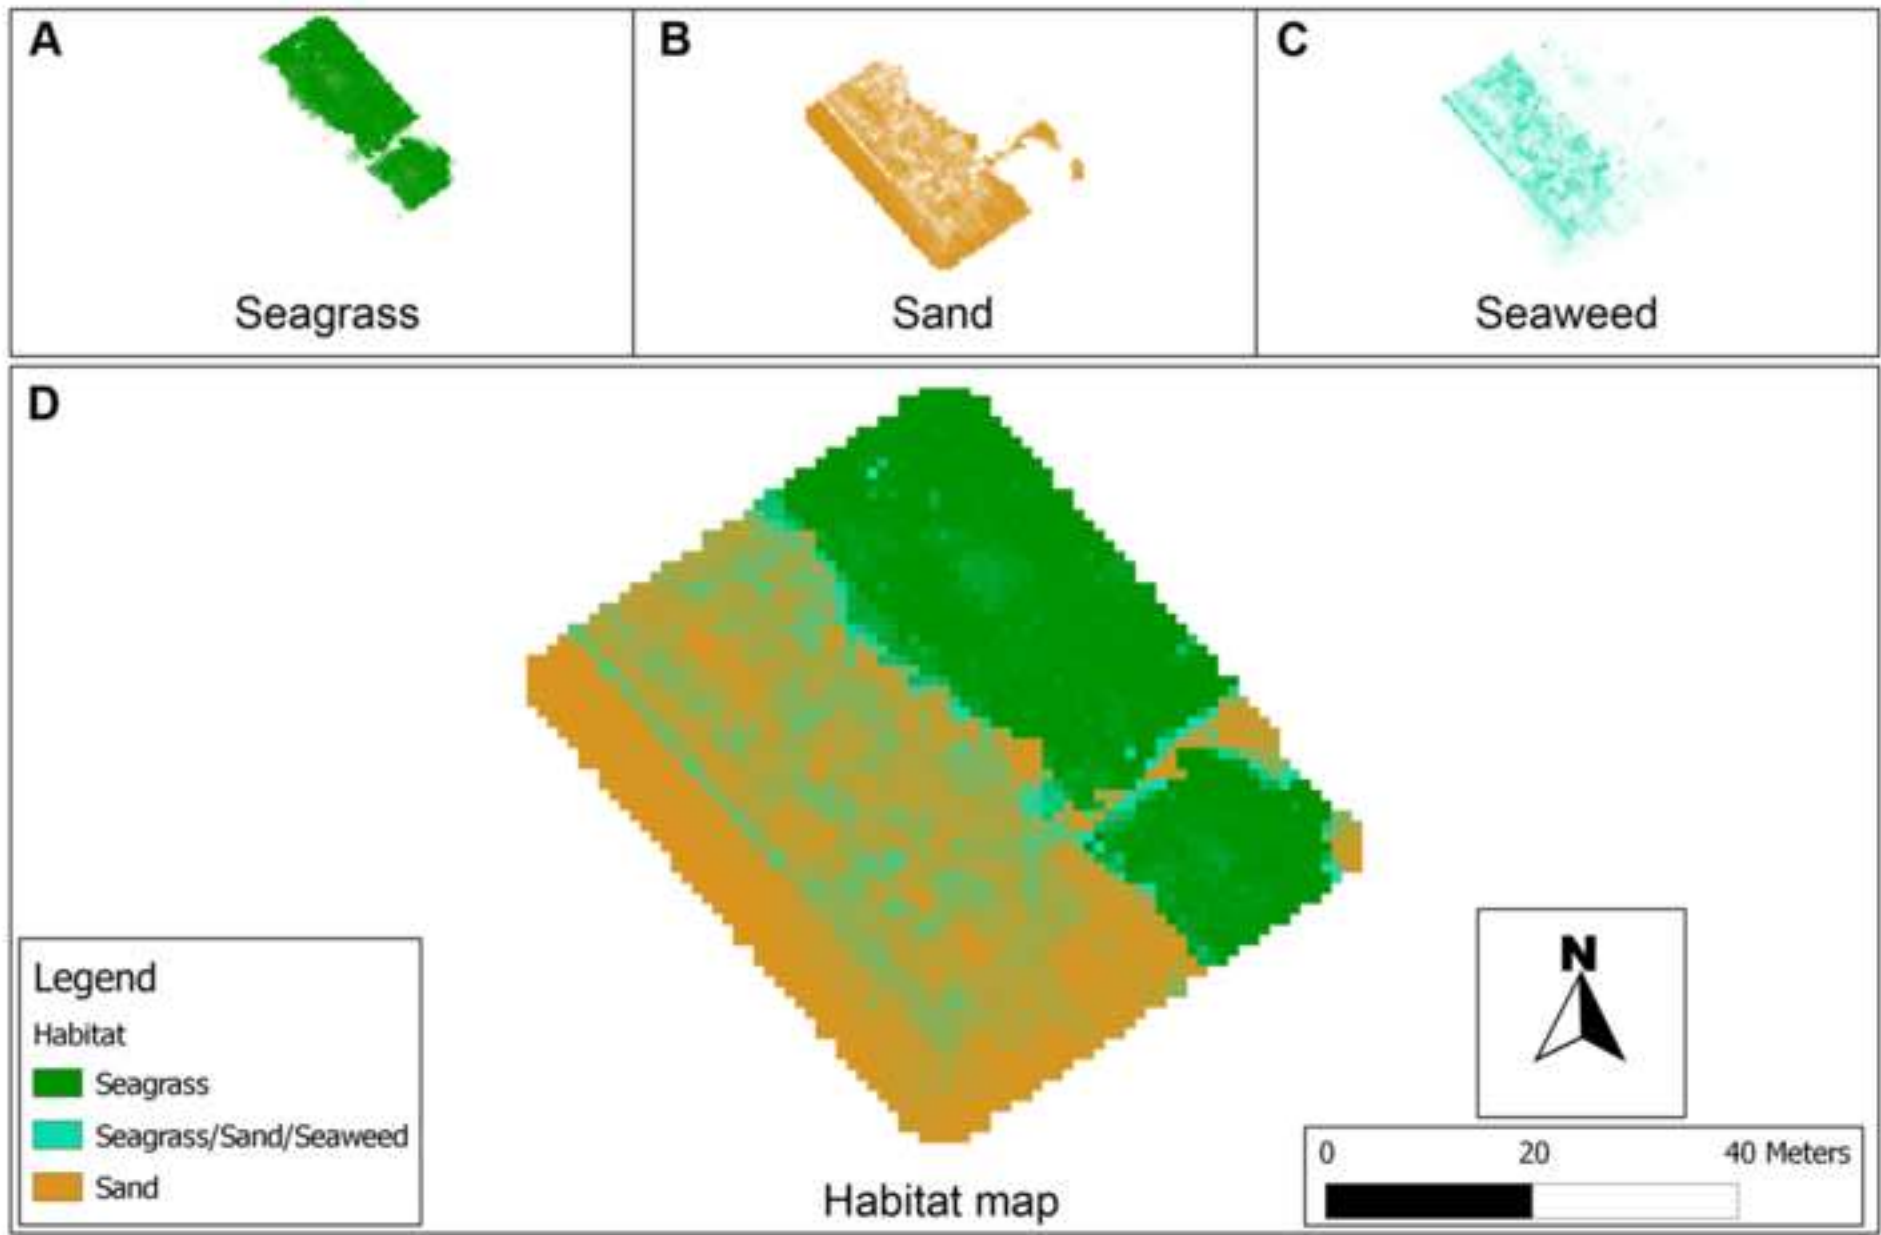 A
Seagrass
B
Sand
C
Seaweed
D
Legend
Habitat
Seagrass
Seagrass/Sand/Seaweed
Sand
Habitat map
N
0 20 40 Meters